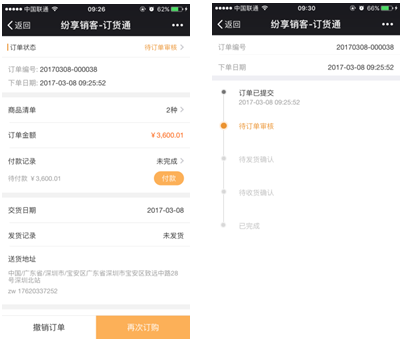 中国联通
09:26
62%
返回
纷享销客-订货通
订单状态
待订单审核
订单编号: 20170308-000038
下单日期: 2017-03-08 09:25:52
商品清单
2种
订单金额
¥3,600.01
付款记录
未完成
待付款 ¥3,600.01
付款
交货日期
2017-03-08
发货记录
未发货
送货地址
中国/广东省/深圳市/宝安区广东省深圳市宝安区致远中路28
号深圳北站
zw 17620337252
撤销订单
再次订购
中国联通
09:30
66%
返回
纷享销客-订货通
订单编号
20170308-000038
下单日期
2017-03-08 09:25:52
订单已提交
2017-03-08 09:25:52
待订单审核
待发货确认
待收货确认
已完成